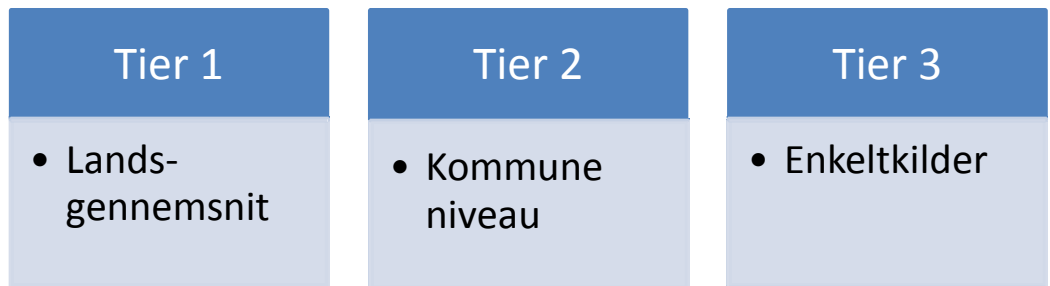 Tier 1
• Lands-
gennemsnit
Tier 2
• Kommune
niveau
Tier 3
• Enkeltkilder